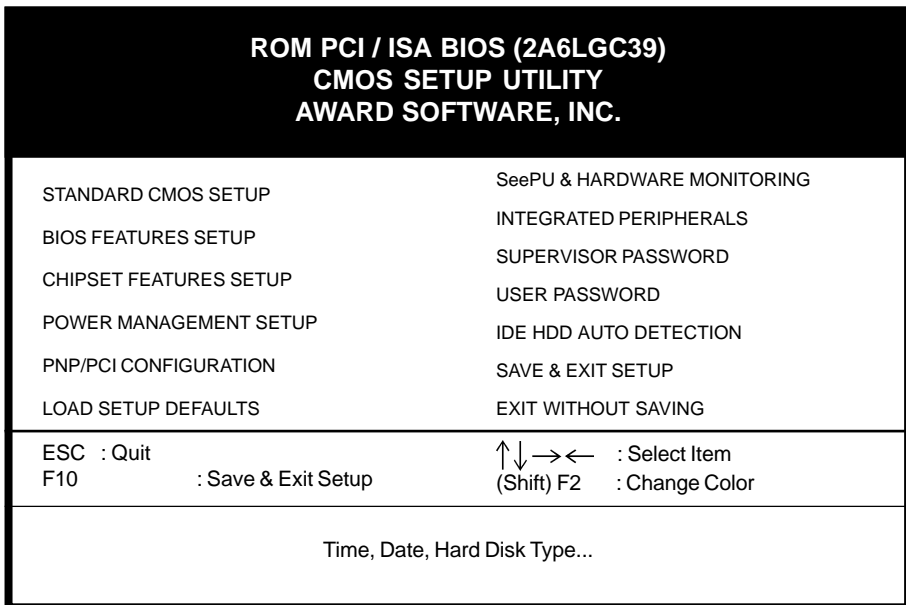 ROM PCI / ISA BIOS (2A6LGC39)
CMOS SETUP UTILITY
AWARD SOFTWARE, INC.
STANDARD CMOS SETUP
BIOS FEATURES SETUP
CHIPSET FEATURES SETUP
POWER MANAGEMENT SETUP
PNP/PCI CONFIGURATION
LOAD SETUP DEFAULTS
SeePU & HARDWARE MONITORING
INTEGRATED PERIPHERALS
SUPERVISOR PASSWORD
USER PASSWORD
IDE HDD AUTO DETECTION
SAVE & EXIT SETUP
EXIT WITHOUT SAVING
ESC : Quit
F10 : Save & Exit Setup
↑↓→← : Select Item
(Shift) F2 : Change Color
Time, Date, Hard Disk Type...